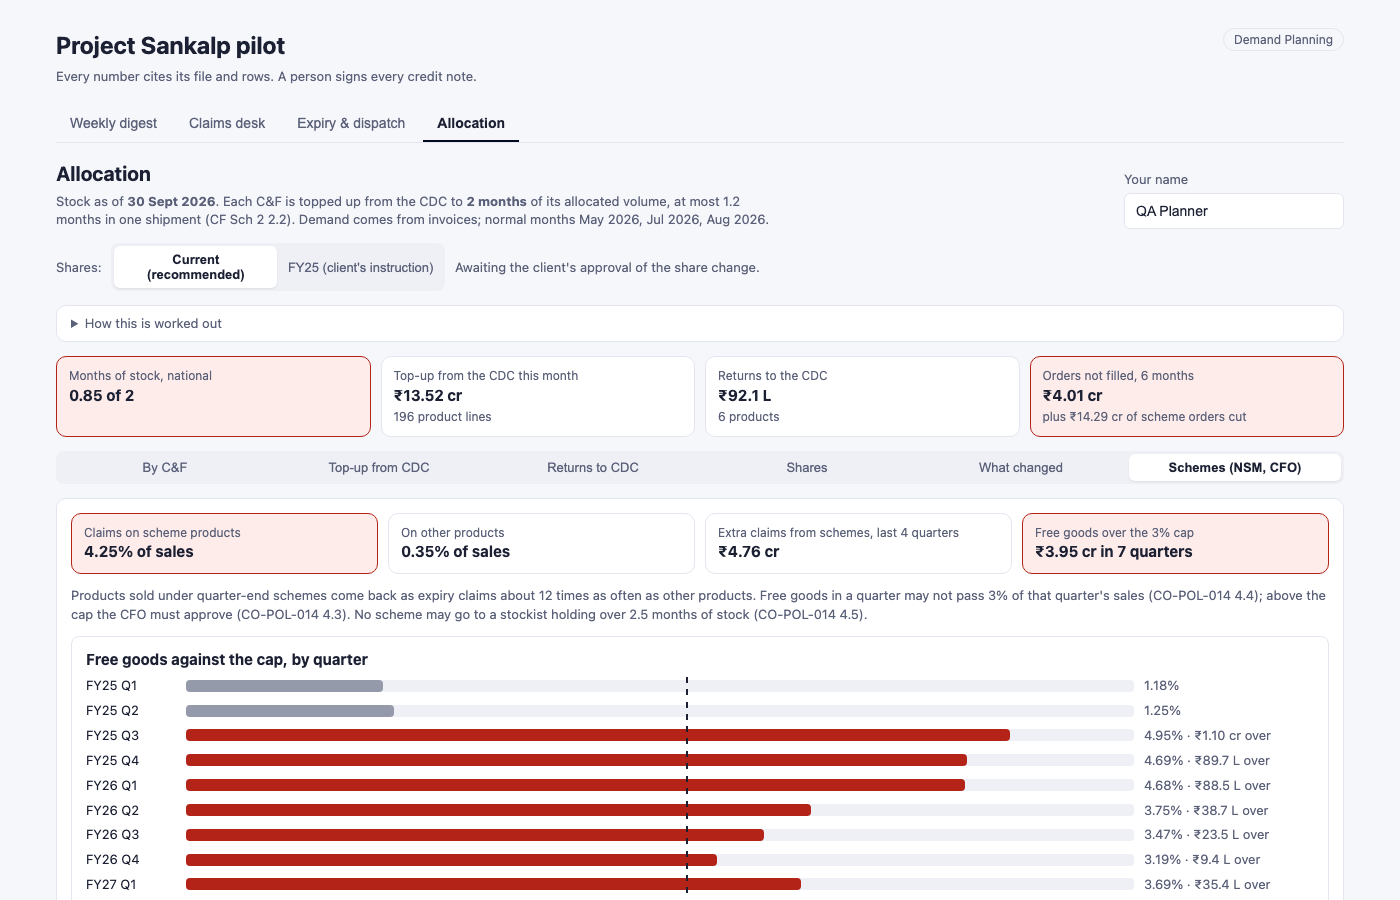 Project Sankalp pilot
Demand Planning
Every number cites its file and rows. A person signs every credit note.
Weekly digest
Claims desk
Expiry & dispatch
Allocation
Allocation
Stock as of 30 Sept 2026. Each C&F is topped up from the CDC to 2 months of its allocated volume, at most 1.2
months in one shipment (CF Sch 2 2.2). Demand comes from invoices; normal months May 2026, Jul 2026, Aug 2026.
Your name
QA Planner
Shares:
Current
(recommended)
FY25 (client's instruction)
Awaiting the client's approval of the share change.
How this is worked out
Months of stock, national
0.85 of 2
Top-up from the CDC this month
₹13.52 cr
196 product lines
Returns to the CDC
₹92.1 L
6 products
Orders not filled, 6 months
₹4.01 cr
plus ₹14.29 cr of scheme orders cut
By C&F
Top-up from CDC
Returns to CDC
Shares
What changed
Schemes (NSM, CFO)
Claims on scheme products
4.25% of sales
On other products
0.35% of sales
Extra claims from schemes, last 4 quarters
₹4.76 cr
Free goods over the 3% cap
₹3.95 cr in 7 quarters
Products sold under quarter-end schemes come back as expiry claims about 12 times as often as other products. Free goods in a quarter may not pass 3% of that quarter's sales (CO-POL-014 4.4); above the
cap the CFO must approve (CO-POL-014 4.3). No scheme may go to a stockist holding over 2.5 months of stock (CO-POL-014 4.5).
Free goods against the cap, by quarter
FY25 Q1 1.18%
FY25 Q2 1.25%
FY25 Q3 4.95% · ₹1.10 cr over
FY25 Q4 4.69% · ₹89.7 L over
FY26 Q1 4.68% · ₹88.5 L over
FY26 Q2 3.75% · ₹38.7 L over
FY26 Q3 3.47% · ₹23.5 L over
FY26 Q4 3.19% · ₹9.4 L over
FY27 Q1 3.69% · ₹35.4 L over